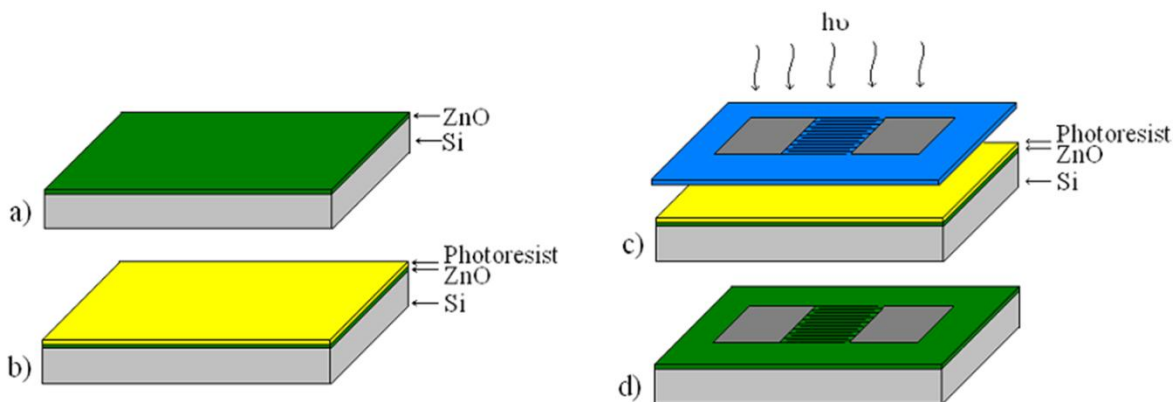 ZnO
Si
a)
Photoresist
ZnO
Si
b)
hυ
Photoresist
ZnO
Si
c)
d)